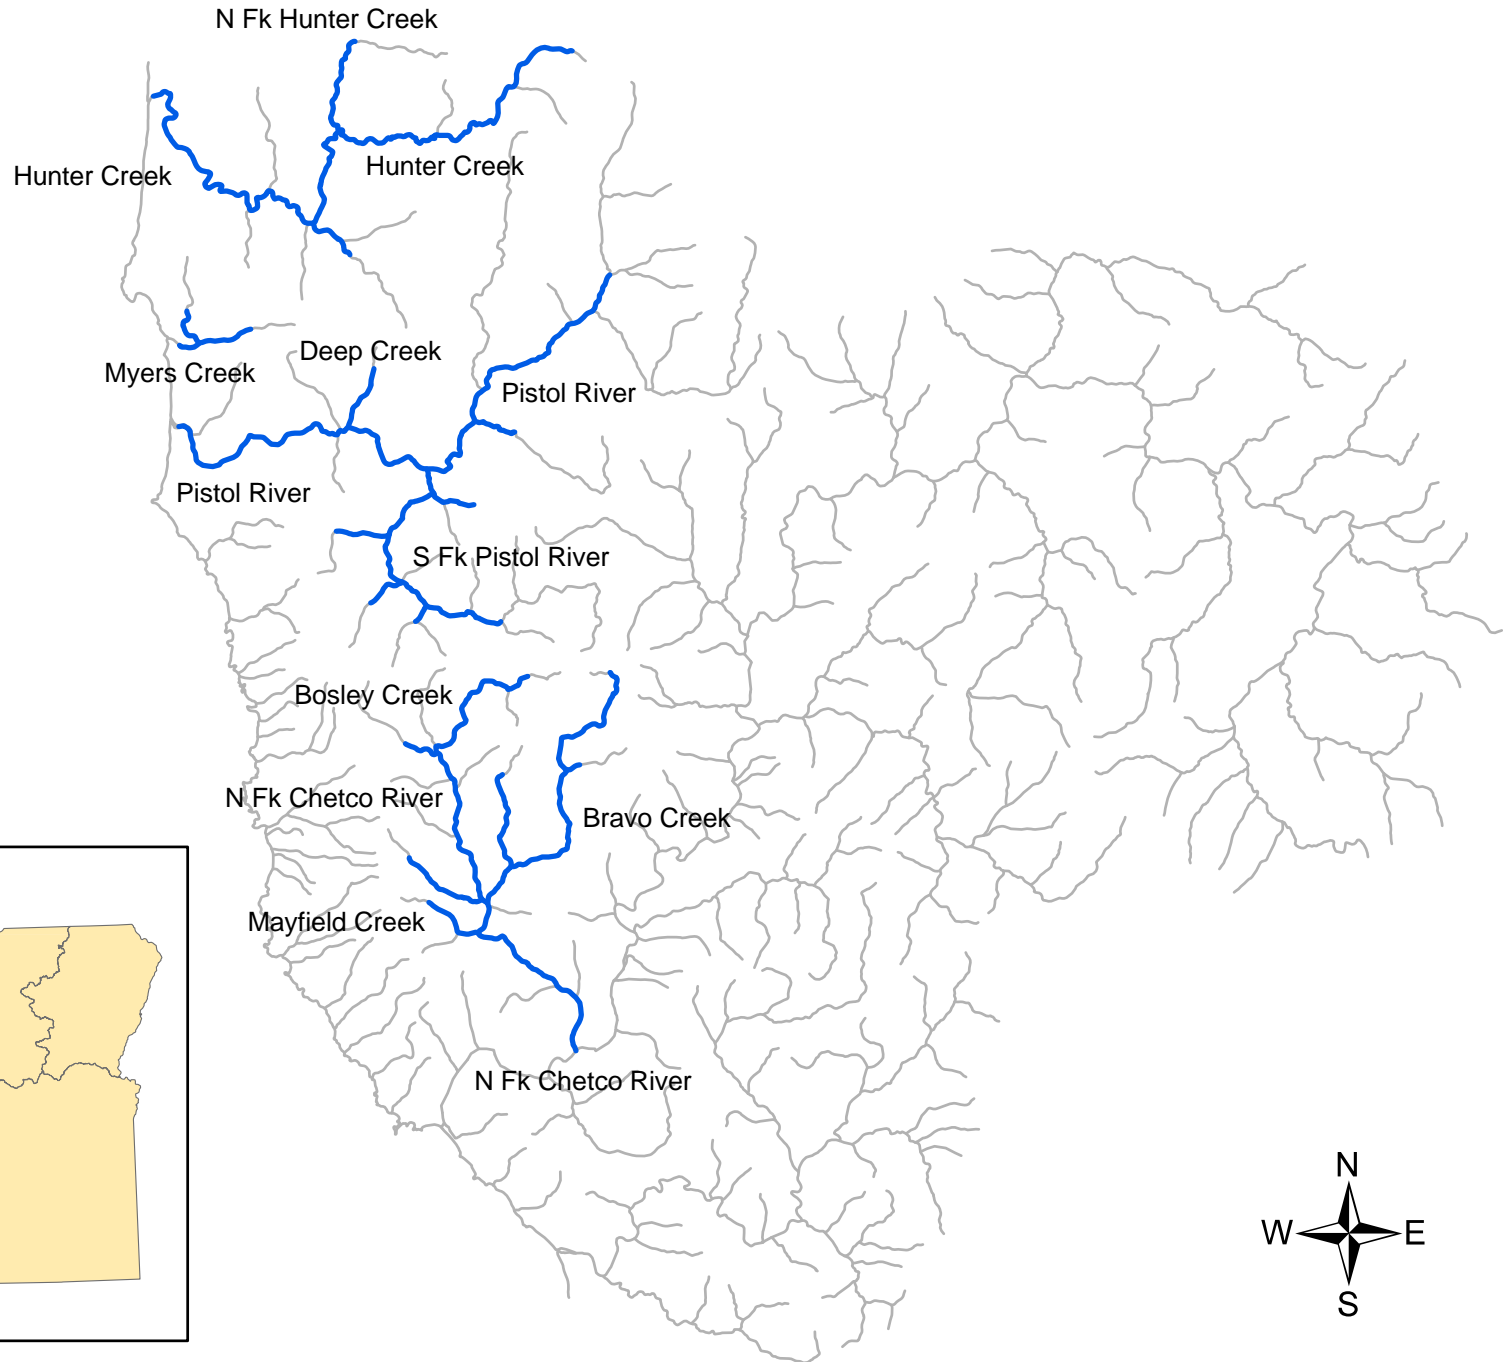 N Fk Hunter Creek
Hunter Creek
Hunter Creek
Deep Creek
Myers Creek
Pistol River
Pistol River
S Fk Pistol River
Bosley Creek
N Fk Chetco River
Bravo Creek
Mayfield Creek
N Fk Chetco River
N
W E
S